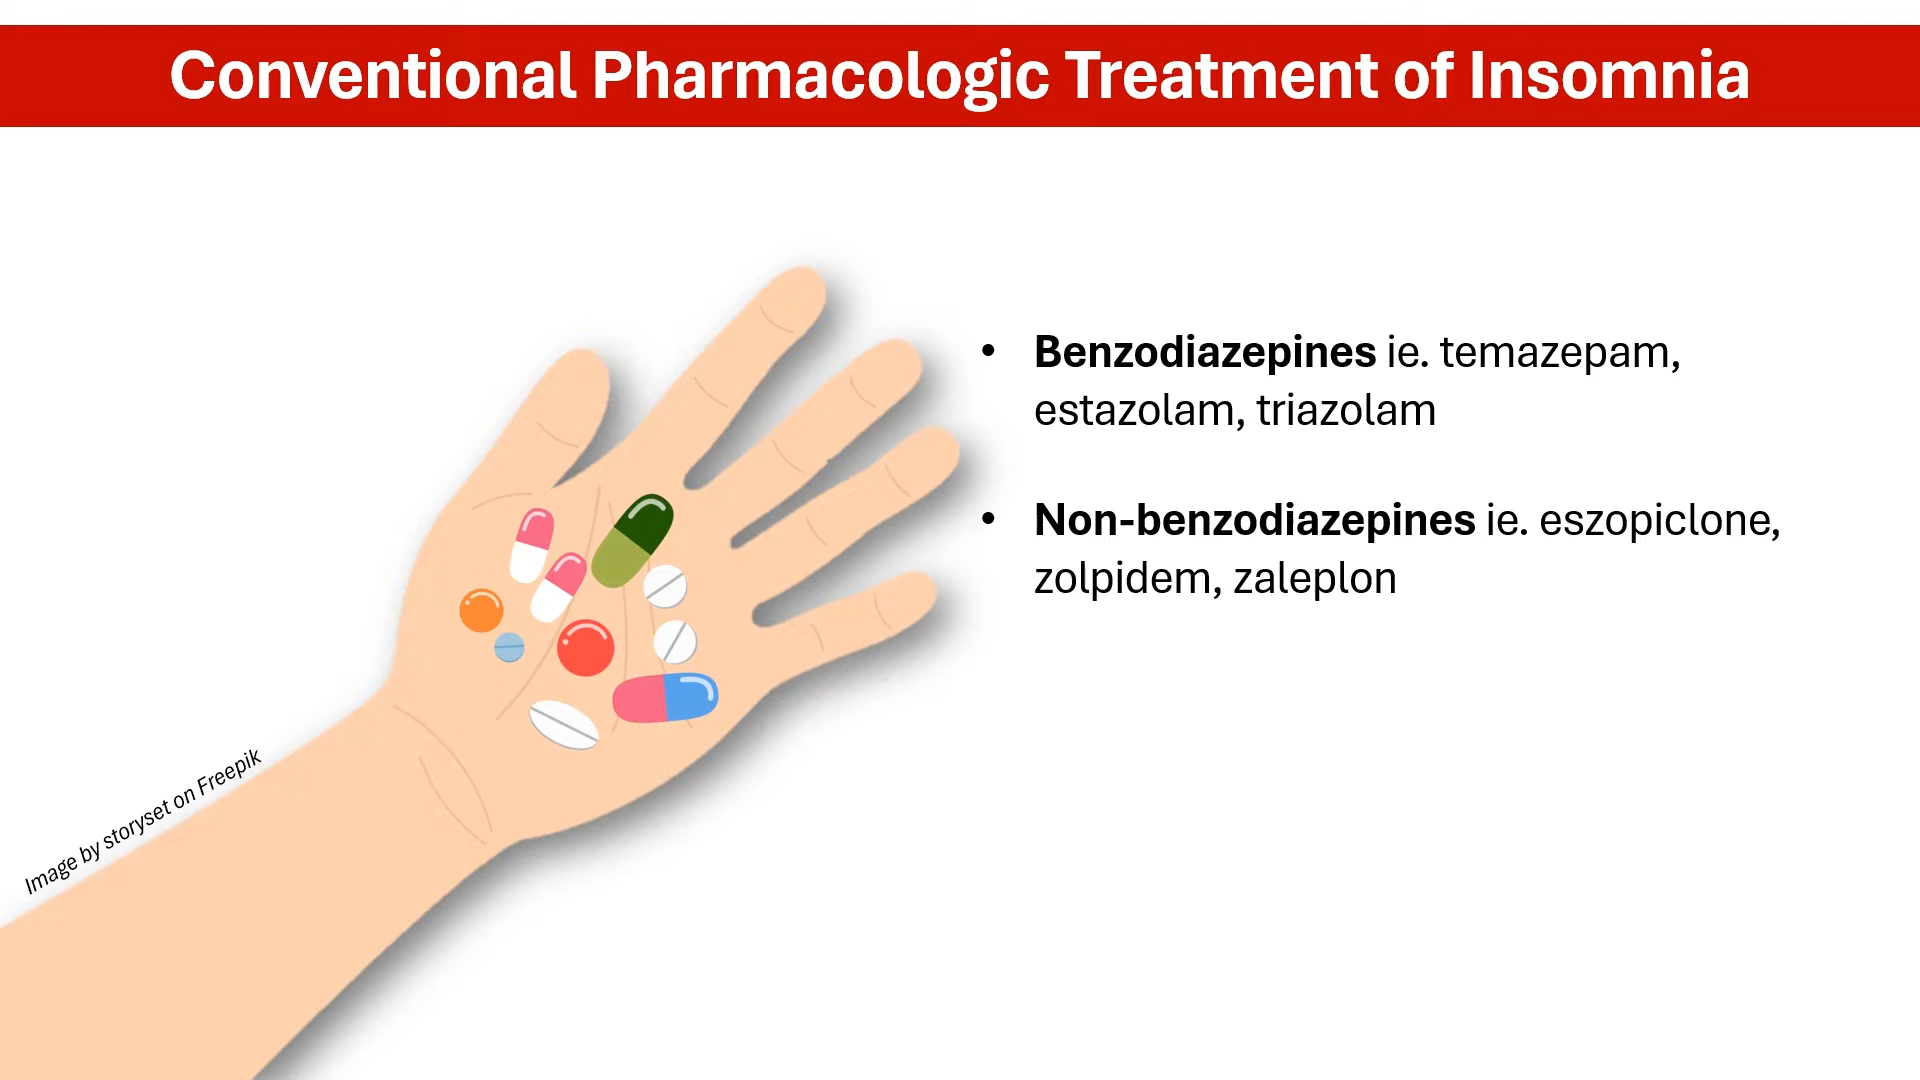 Conventional Pharmacologic Treatment of Insomnia
• Benzodiazepines ie. temazepam,
estazolam, triazolam
• Non-benzodiazepines ie. eszopiclone,
zolpidem, zaleplon
Image by storyset on Freepik